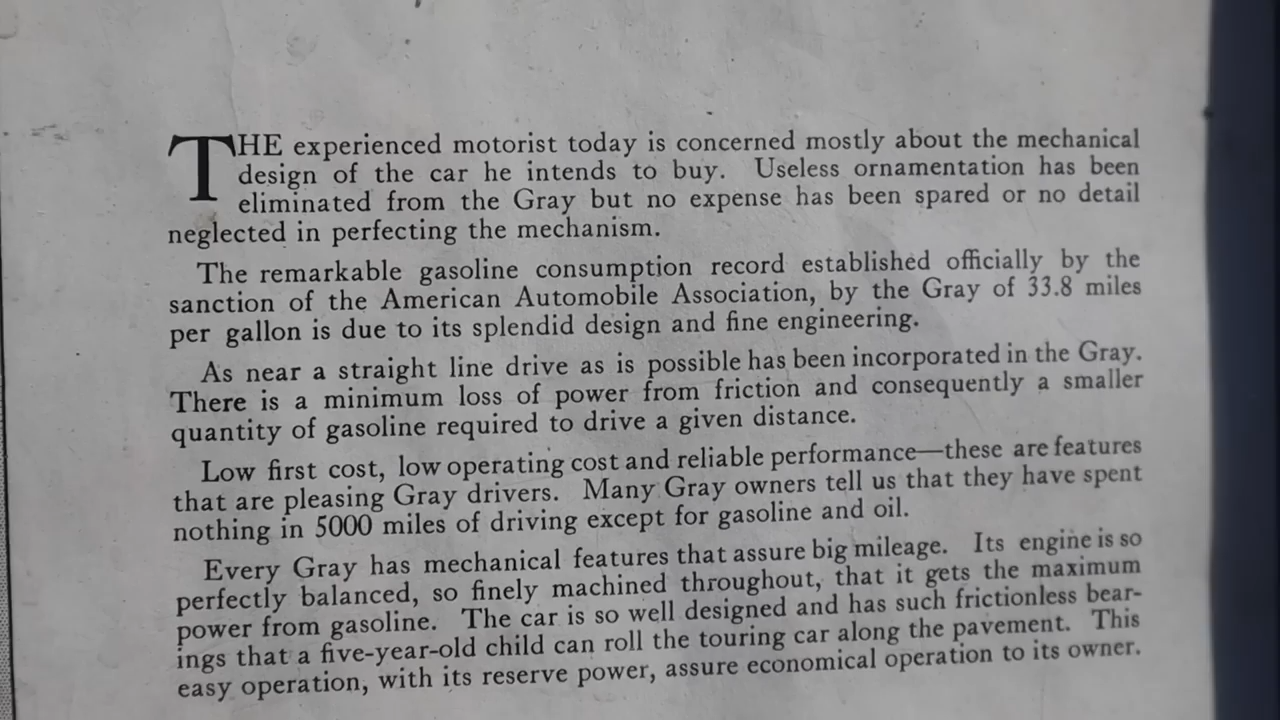 THE experienced motorist today is concerned mostly about the mechanical
design of the car he intends to buy. Useless ornamentation has been
eliminated from the Gray but no expense has been spared or no detail
neglected in perfecting the mechanism.
The remarkable gasoline consumption record established officially by the
sanction of the American Automobile Association, by the Gray of 33.8 miles
per gallon is due to its splendid design and fine engineering.
As near a straight line drive as is possible has been incorporated in the Gray.
There is a minimum loss of power from friction and consequently a smaller
quantity of gasoline required to drive a given distance.
Low first cost, low operating cost and reliable performance—these are features
that are pleasing Gray drivers. Many Gray owners tell us that they have spent
nothing in 5000 miles of driving except for gasoline and oil.
Every Gray has mechanical features that assure big mileage. Its engine is so
perfectly balanced, so finely machined throughout, that it gets the maximum
power from gasoline. The car is so well designed and has such frictionless bear-
ings that a five-year-old child can roll the touring car along the pavement. This
easy operation, with its reserve power, assure economical operation to its owner.